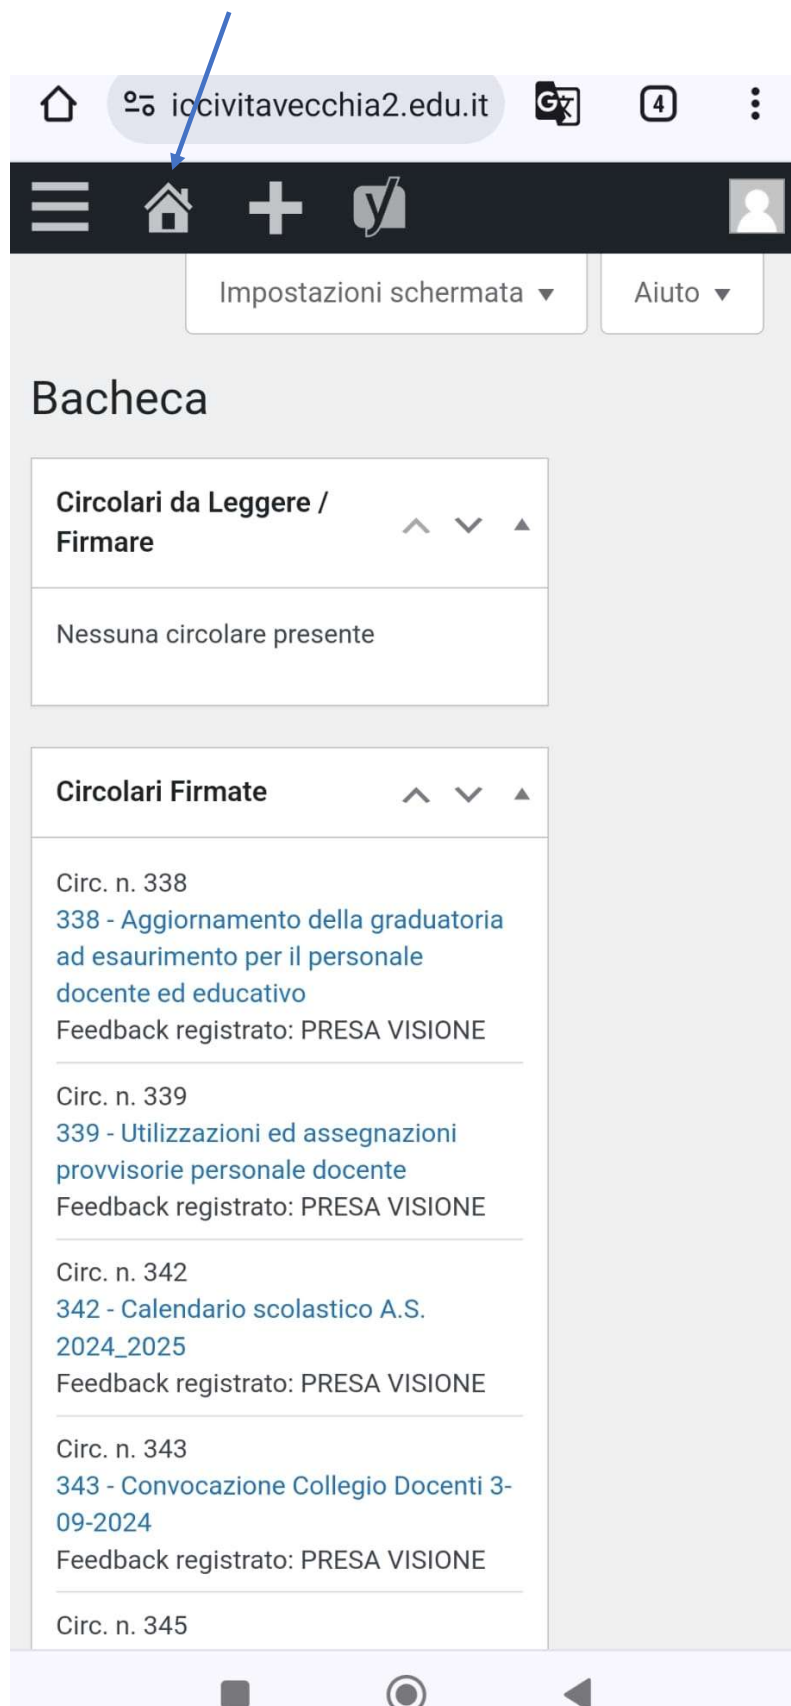 iccivitavecchia2.edu.it
4
Impostazioni schermata
Aiuto
Bacheca
Circolari da Leggere /
Firmare
Nessuna circolare presente
Circolari Firmate
Circ. n. 338
338 - Aggiornamento della graduatoria
ad esaurimento per il personale
docente ed educativo
Feedback registrato: PRESA VISIONE
Circ. n. 339
339 - Utilizzazioni ed assegnazioni
provvisorie personale docente
Feedback registrato: PRESA VISIONE
Circ. n. 342
342 - Calendario scolastico A.S.
2024_2025
Feedback registrato: PRESA VISIONE
Circ. n. 343
343 - Convocazione Collegio Docenti 3-
09-2024
Feedback registrato: PRESA VISIONE
Circ. n. 345